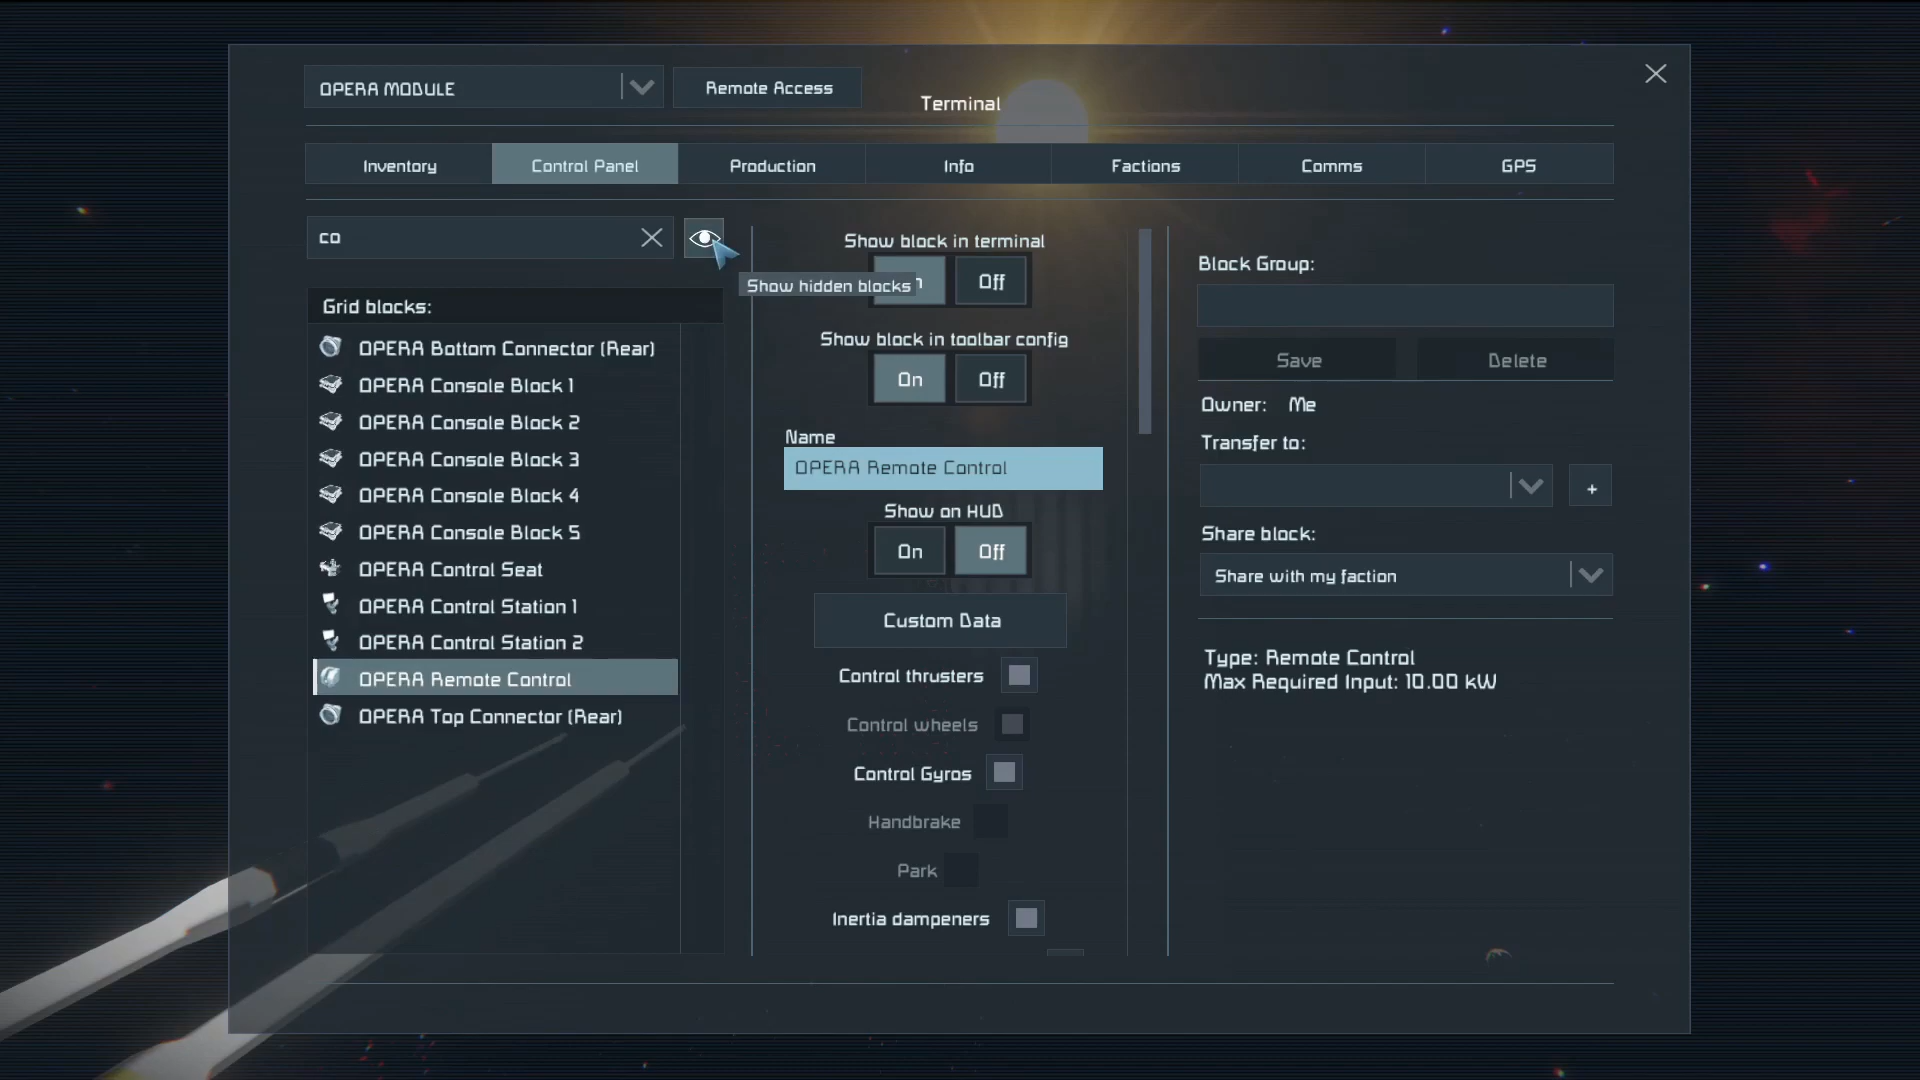 OPERA MODULE
Remote Access
Terminal
Inventory
Control Panel
Production
Info
Factions
Comms
GPS
co
Show hidden blocks
Grid blocks:
OPERA Bottom Connector (Rear)
OPERA Console Block 1
OPERA Console Block 2
OPERA Console Block 3
OPERA Console Block 4
OPERA Console Block 5
OPERA Control Seat
OPERA Control Station 1
OPERA Control Station 2
OPERA Remote Control
OPERA Top Connector (Rear)
Show block in terminal
Off
Show block in toolbar config
On
Off
Name
OPERA Remote Control
Show on HUD
On
Off
Custom Data
Control thrusters
Control wheels
Control Gyros
Handbrake
Park
Inertia dampeners
Block Group:
Save
Delete
Owner: Me
Transfer to:
+
Share block:
Share with my faction
Type: Remote Control
Max Required Input: 10.00 kW